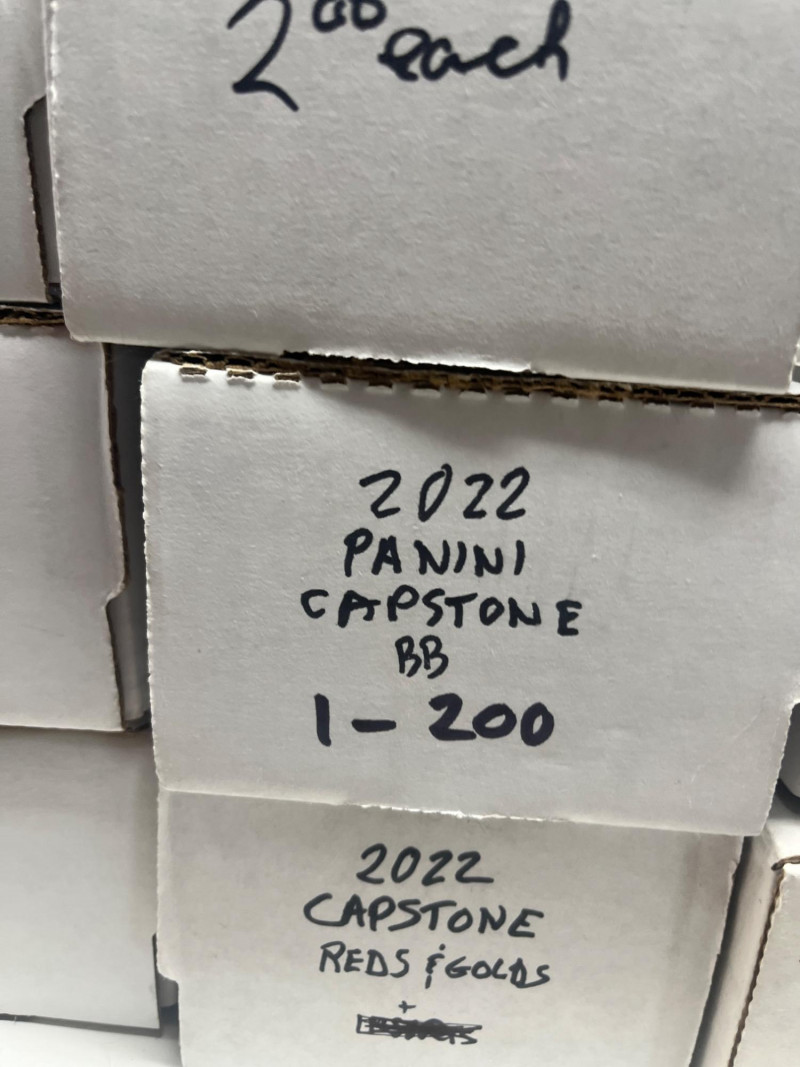 2⁰⁰ each
2022
PANINI
CAPSTONE
BB
1-200
2022
CAPSTONE
REDS & GOLDS
+